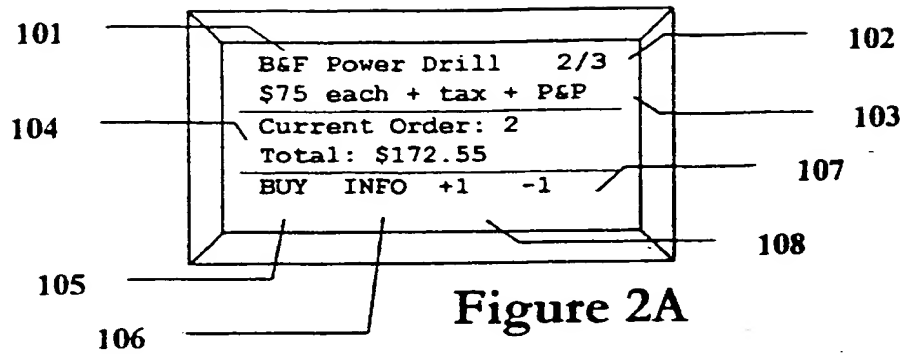 101
102
B&F Power Drill 2/3
$75 each + tax + P&P
103
104
Current Order: 2
Total: $172.55
107
BUY INFO +1 -1
108
105
106
Figure 2A